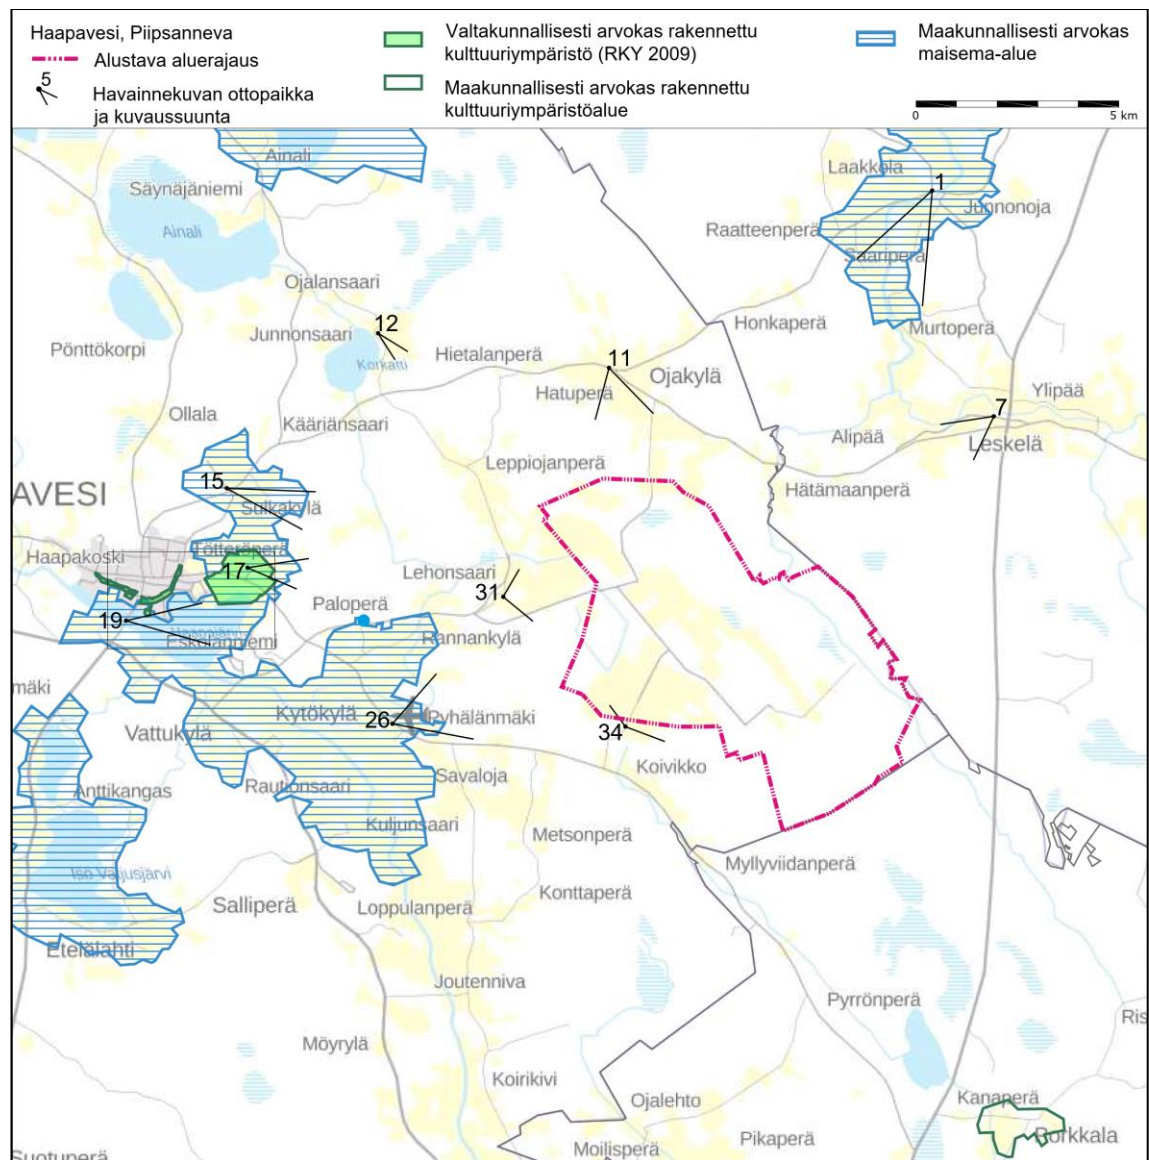 Haapavesi, Piipsanneva
Alustava aluerajaus
5
Havainnekuvan ottopaikka
ja kuvaussuunta
Valtakunnallisesti arvokas rakennettu
kulttuuriympäristö (RKY 2009)
Maakunnallisesti arvokas rakennettu
kulttuuriympäristöalue
Maakunnallisesti arvokas
maisema-alue
0 5 km
Ainali
Laakkola
1
Säynäjäniemi
Junnonoja
Ainali
Raatteenperä
Saariperä
Ojalansaari
12
Junnonsaari
Honkaperä
Murtoperä
Pönttökorpi
Korkatti
Hietalanperä
11
Ojakylä
Hatuperä
Ylipää
7
Ollala
Kääriänsaari
Alipää
Leskelä
Leppiojanperä
15
Hätämaanperä
AVESI
Sulkakylä
Haapakoski
Tötteränperä
17
Lehonsaari
31
Paloperä
19
Haapajärvi
Eskolanniemi
Rannankylä
mäki
Kytökylä
26
Pyhälänmäki
Vattukylä
34
Koivikko
Savaloja
Anttikangas
Rautionsaari
Kuljunsaari
Metsonperä
Myllyviidanperä
Iso Vatjusjärvi
Konttaperä
Salliperä
Loppulanperä
Etelälahti
Joutenniva
Pyrrönperä
Ris
Möyrylä
Koirikivi
Ojalehto
Kanaperä
Porkkala
Pikaperä
Moilisperä
Suotuperä